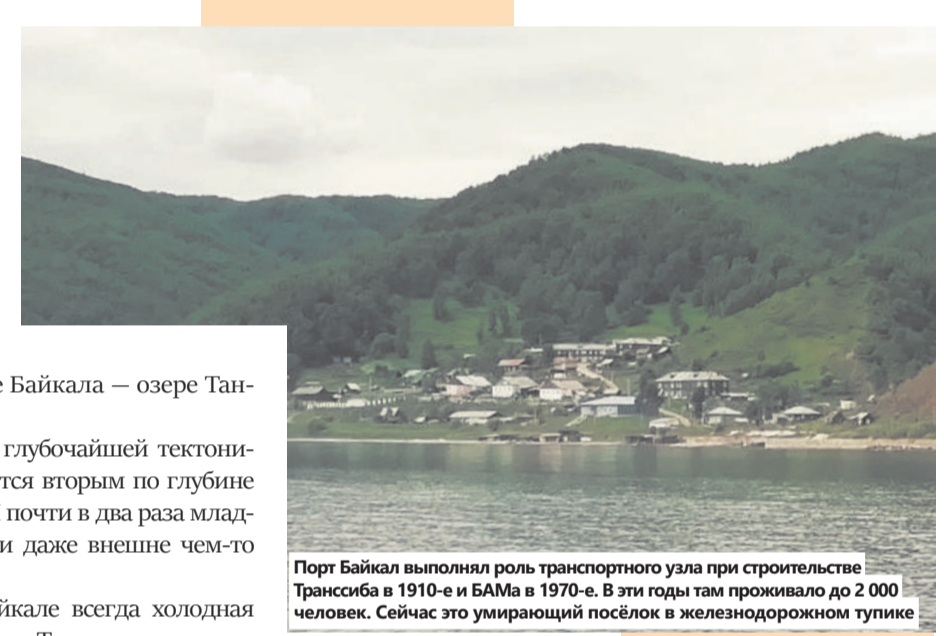 Байкала — озере Тан-
глубочайшей тектони-
вторым по глубине
почти в два раза млад-
и даже внешне чем-то
всегда холодная
Порт Байкал выполнял роль транспортного узла при строительстве
Транссиба в 1910-е и БАМа в 1970-е. В эти годы там проживало до 2 000
человек. Сейчас это умирающий посёлок в железнодорожном тупике